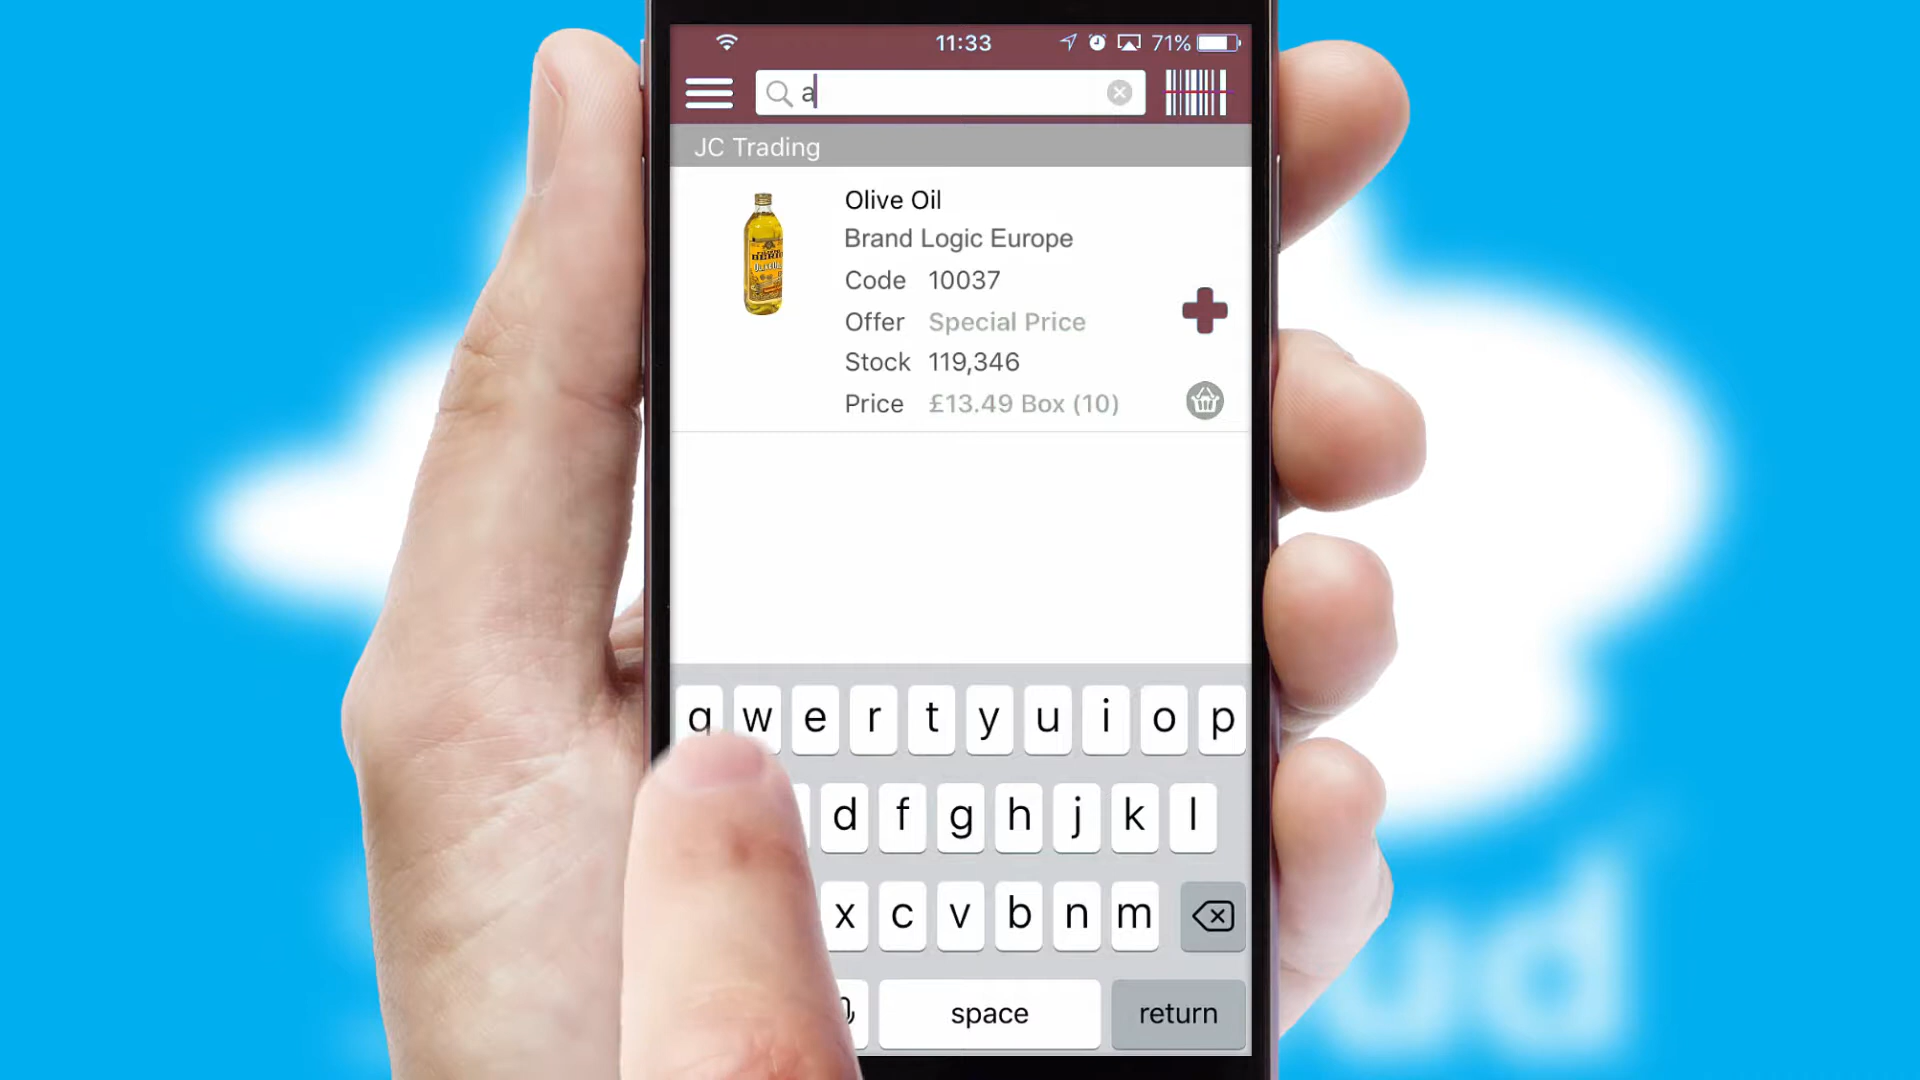 11:33
71%
a
JC Trading
Olive Oil
Brand Logic Europe
Code 10037
Offer Special Price
Stock 119,346
Price £13.49 Box (10)
q w e r t y u i o p
d f g h j k l
x c v b n m
space return
ud